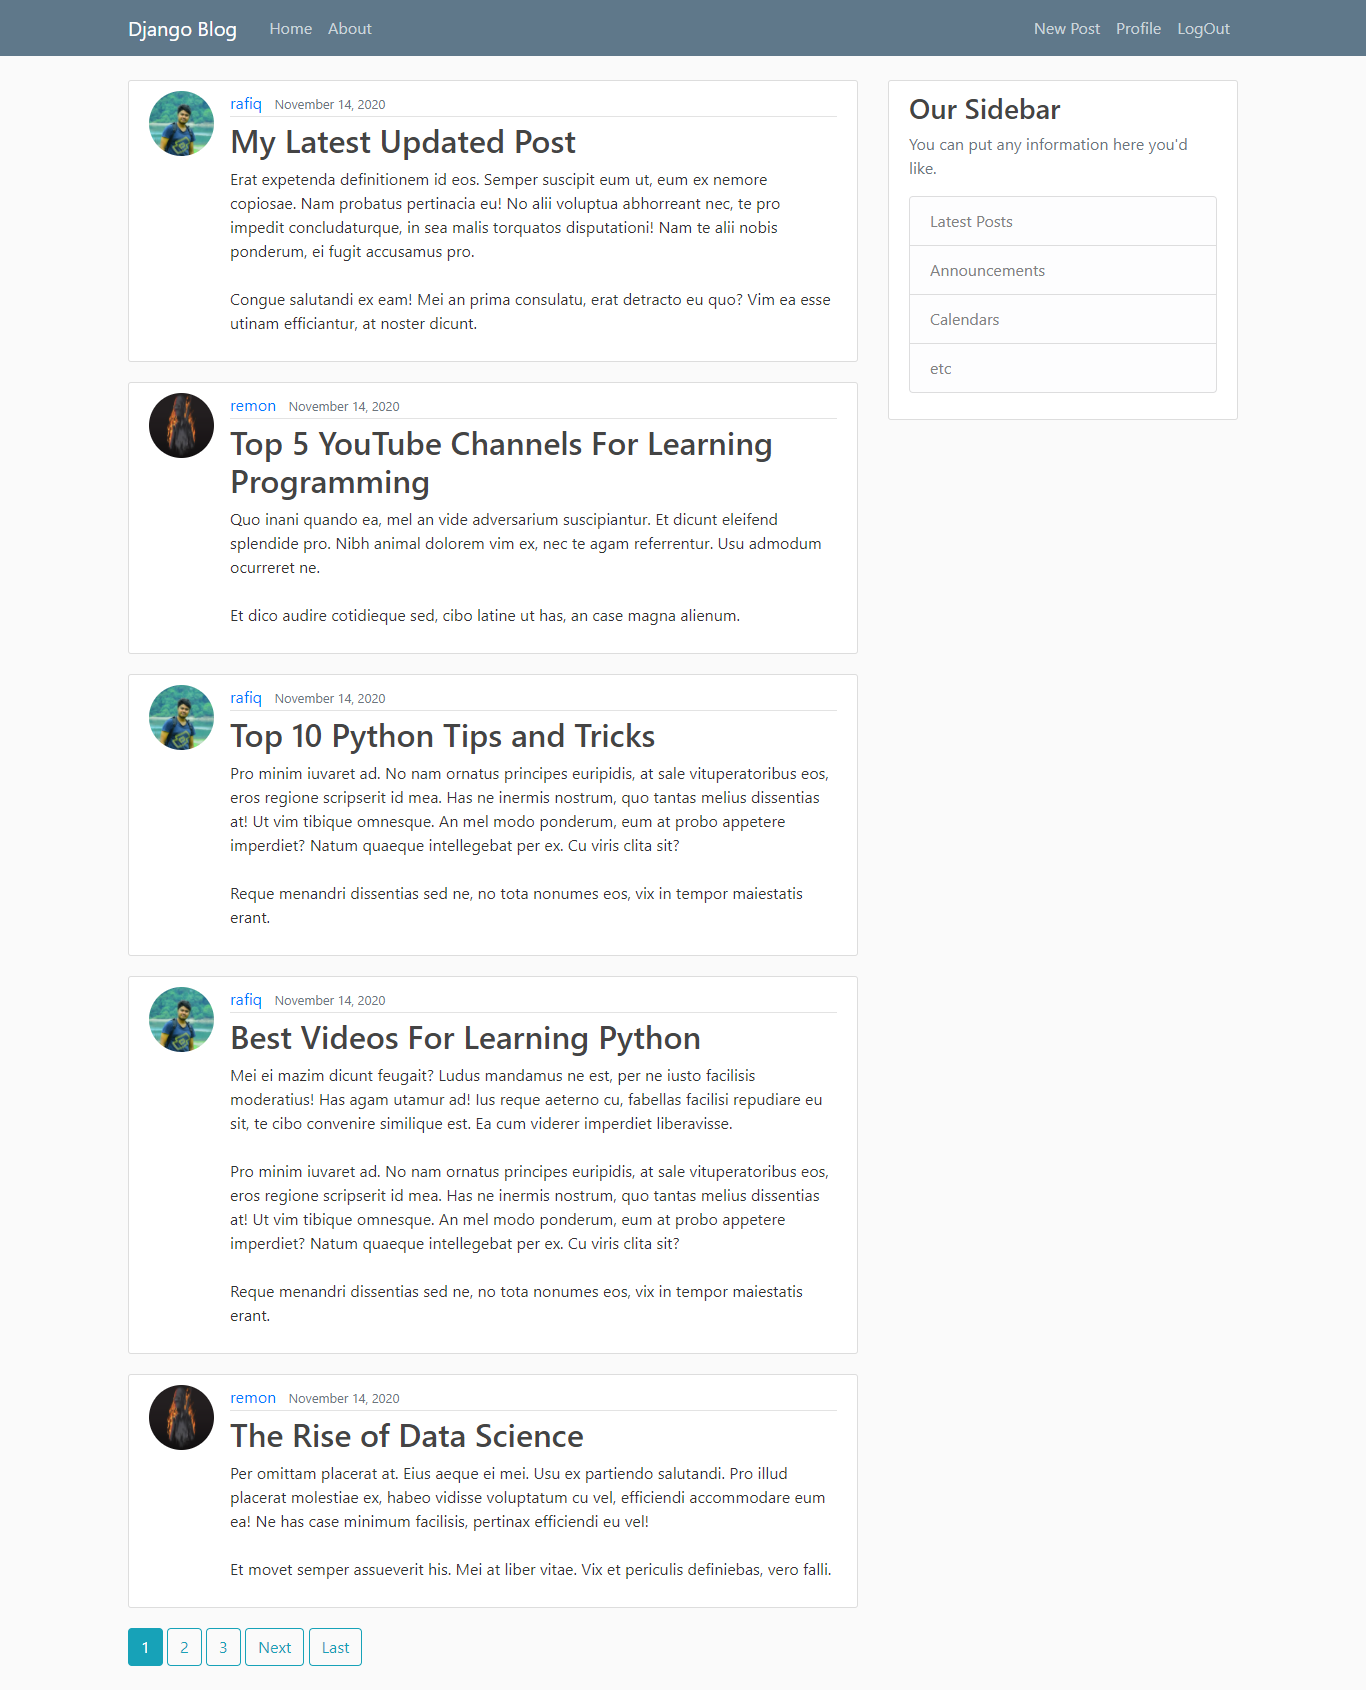 Django Blog Home About New Post Profile LogOut
rafiq November 14, 2020
My Latest Updated Post
Erat expetenda definitionem id eos. Semper suscipit eum ut, eum ex nemore
copiosae. Nam probatus pertinacia eu! No alii voluptua abhorreant nec, te pro
impedit concludaturque, in sea malis torquatos disputationi! Nam te alii nobis
ponderum, ei fugit accusamus pro.
Congue salutandi ex eam! Mei an prima consulatu, erat detracto eu quo? Vim ea esse
utinam efficiantur, at noster dicunt.
remon November 14, 2020
Top 5 YouTube Channels For Learning
Programming
Quo inani quando ea, mel an vide adversarium suscipiantur. Et dicunt eleifend
splendide pro. Nibh animal dolorem vim ex, nec te agam referrentur. Usu admodum
ocurreret ne.
Et dico audire cotidieque sed, cibo latine ut has, an case magna alienum.
rafiq November 14, 2020
Top 10 Python Tips and Tricks
Pro minim iuvaret ad. No nam ornatus principes euripidis, at sale vituperatoribus eos,
eros regione scripserit id mea. Has ne inermis nostrum, quo tantas melius dissentias
at! Ut vim tibique omnesque. An mel modo ponderum, eum at probo appetere
imperdiet? Natum quaeque intellegebat per ex. Cu viris clita sit?
Reque menandri dissentias sed ne, no tota nonumes eos, vix in tempor maiestatis
erant.
rafiq November 14, 2020
Best Videos For Learning Python
Mei ei mazim dicunt feugait? Ludus mandamus ne est, per ne iusto facilisis
moderatius! Has agam utamur ad! Ius reque aeterno cu, fabellas facilisi repudiare eu
sit, te cibo convenire similique est. Ea cum viderer imperdiet liberavisse.
Pro minim iuvaret ad. No nam ornatus principes euripidis, at sale vituperatoribus eos,
eros regione scripserit id mea. Has ne inermis nostrum, quo tantas melius dissentias
at! Ut vim tibique omnesque. An mel modo ponderum, eum at probo appetere
imperdiet? Natum quaeque intellegebat per ex. Cu viris clita sit?
Reque menandri dissentias sed ne, no tota nonumes eos, vix in tempor maiestatis
erant.
remon November 14, 2020
The Rise of Data Science
Per omittam placerat at. Eius aeque ei mei. Usu ex partiendo salutandi. Pro illud
placerat molestiae ex, habeo vidisse voluptatum cu vel, efficiendi accommodare eum
ea! Ne has case minimum facilisis, pertinax efficiendi eu vel!
Et movet semper assueverit his. Mei at liber vitae. Vix et periculis definiebas, vero falli.
1 2 3 Next Last
Our Sidebar
You can put any information here you'd
like.
Latest Posts
Announcements
Calendars
etc